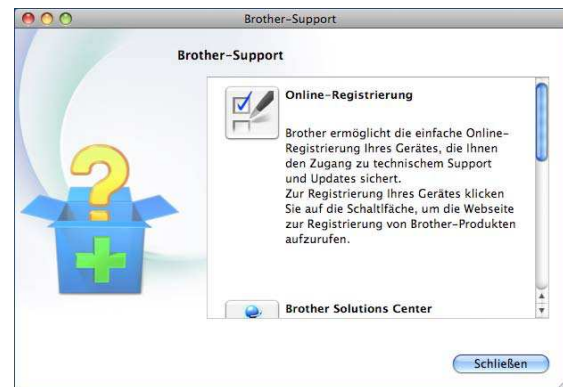 Brother-Support
Brother-Support
Online-Registrierung
Brother ermöglicht die einfache Online-
Registrierung Ihres Gerätes, die Ihnen
den Zugang zu technischem Support
und Updates sichert.
Zur Registrierung Ihres Gerätes klicken
Sie auf die Schaltfläche, um die Webseite
zur Registrierung von Brother-Produkten
aufzurufen.
Brother Solutions Center
Schließen